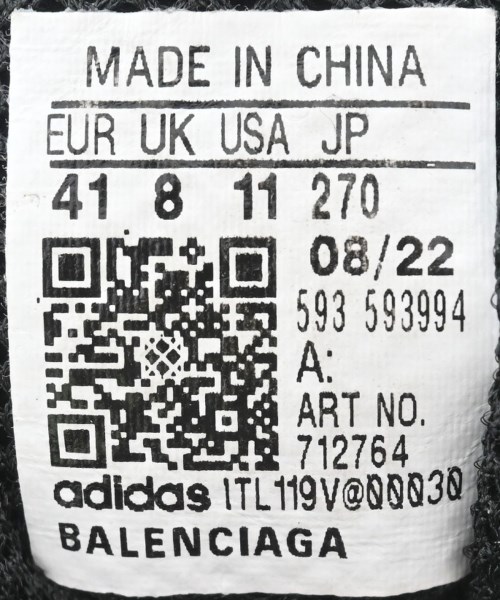 MADE IN CHINA
EUR UK USA JP
41 8 11 270
08/22
593 593994
A:
ART NO.
712764
adidas ITL119V@00030
BALENCIAGA